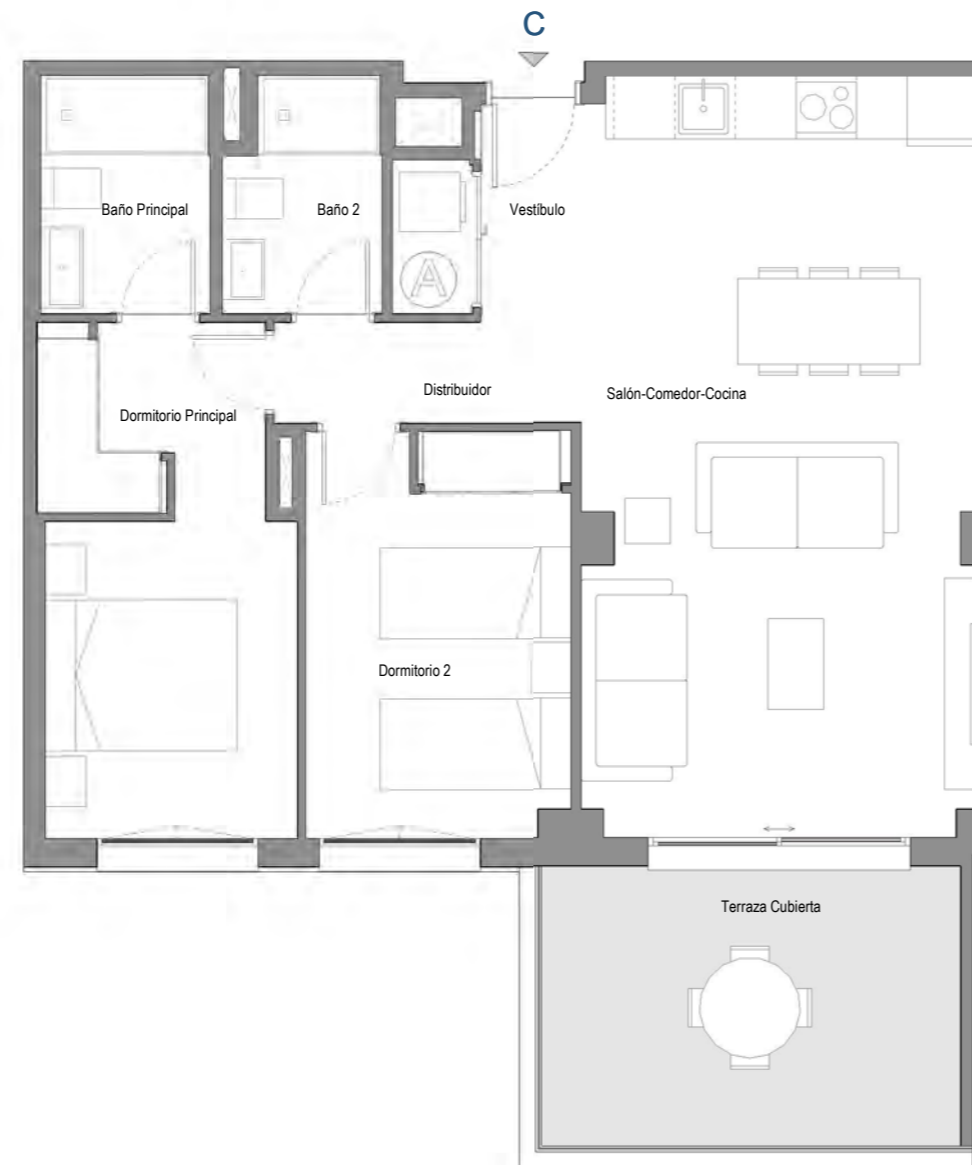 C
Baño Principal
Baño 2
Vestíbulo
A
Distribuidor
Salón-Comedor-Cocina
Dormitorio Principal
Dormitorio 2
Terraza Cubierta